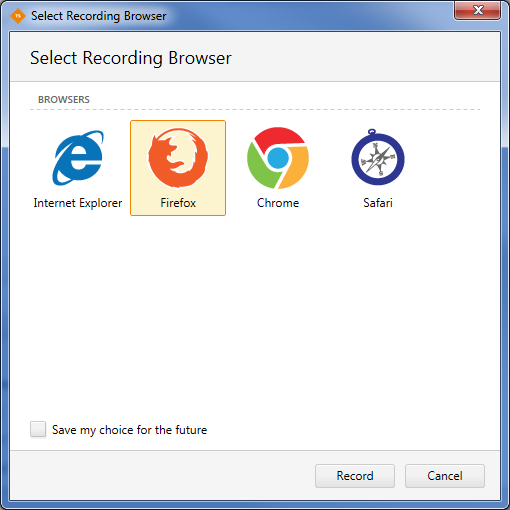 Select Recording Browser
Select Recording Browser
BROWSERS
Internet Explorer
Firefox
Chrome
Safari
Save my choice for the future
Record
Cancel